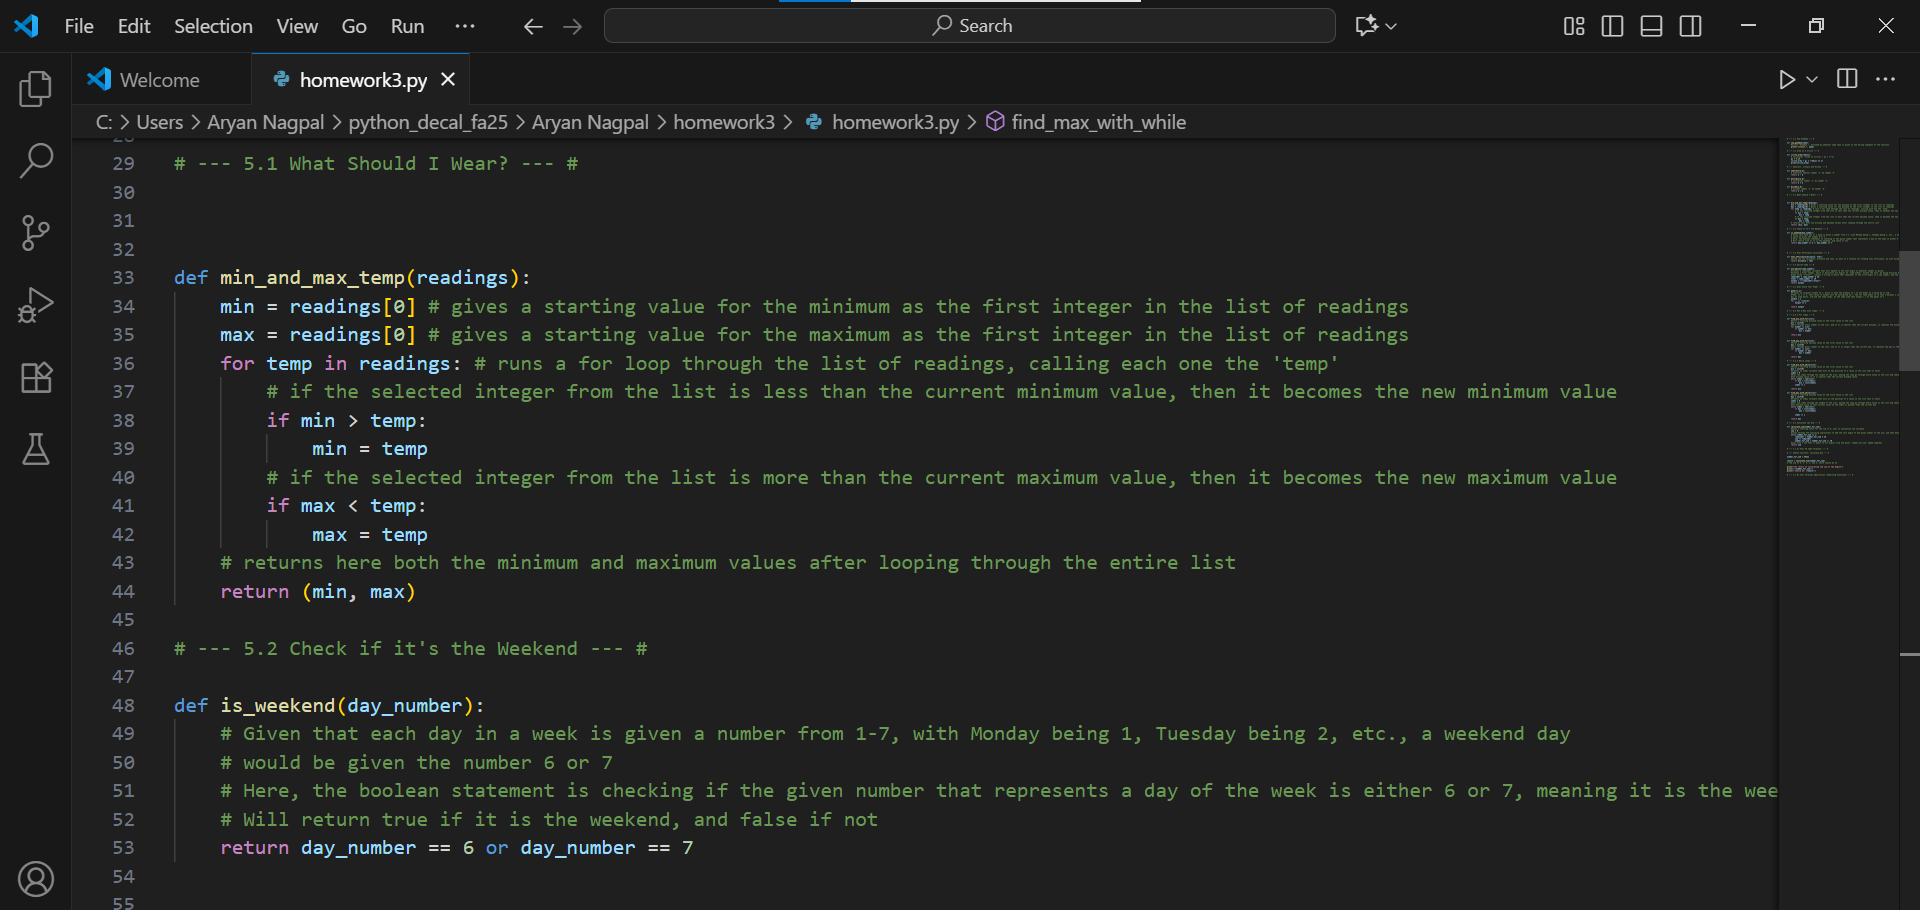 File Edit Selection View Go Run ··· Search
Welcome homework3.py
C: > Users > Aryan Nagpal > python_decal_fa25 > Aryan Nagpal > homework3 > homework3.py > find_max_with_while
29 # --- 5.1 What Should I Wear? --- #
30
31
32
33 def min_and_max_temp(readings):
34 min = readings[0] # gives a starting value for the minimum as the first integer in the list of readings
35 max = readings[0] # gives a starting value for the maximum as the first integer in the list of readings
36 for temp in readings: # runs a for loop through the list of readings, calling each one the 'temp'
37 # if the selected integer from the list is less than the current minimum value, then it becomes the new minimum value
38 if min > temp:
39 min = temp
40 # if the selected integer from the list is more than the current maximum value, then it becomes the new maximum value
41 if max < temp:
42 max = temp
43 # returns here both the minimum and maximum values after looping through the entire list
44 return (min, max)
45
46 # --- 5.2 Check if it's the Weekend --- #
47
48 def is_weekend(day_number):
49 # Given that each day in a week is given a number from 1-7, with Monday being 1, Tuesday being 2, etc., a weekend day
50 # would be given the number 6 or 7
51 # Here, the boolean statement is checking if the given number that represents a day of the week is either 6 or 7, meaning it is the wee
52 # Will return true if it is the weekend, and false if not
53 return day_number == 6 or day_number == 7
54
55